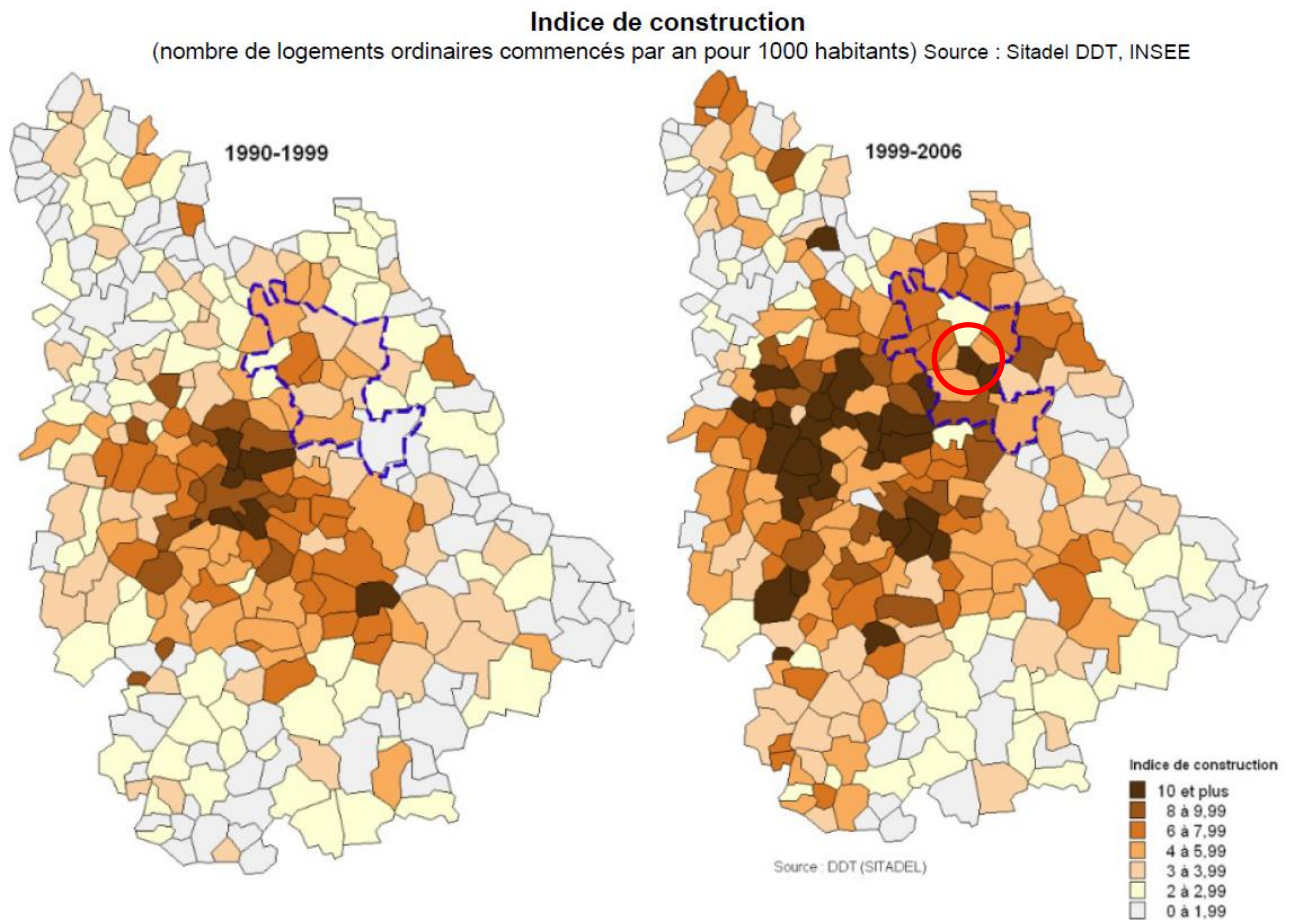 Indice de construction
(nombre de logements ordinaires commencés par an pour 1000 habitants) Source : Sitadel DDT, INSEE
1990-1999
1999-2006
Indice de construction
10 et plus
8 à 9,99
6 à 7,99
4 à 5,99
3 à 3,99
2 à 2,99
0 à 1,99
Source : DDT (SITADEL)